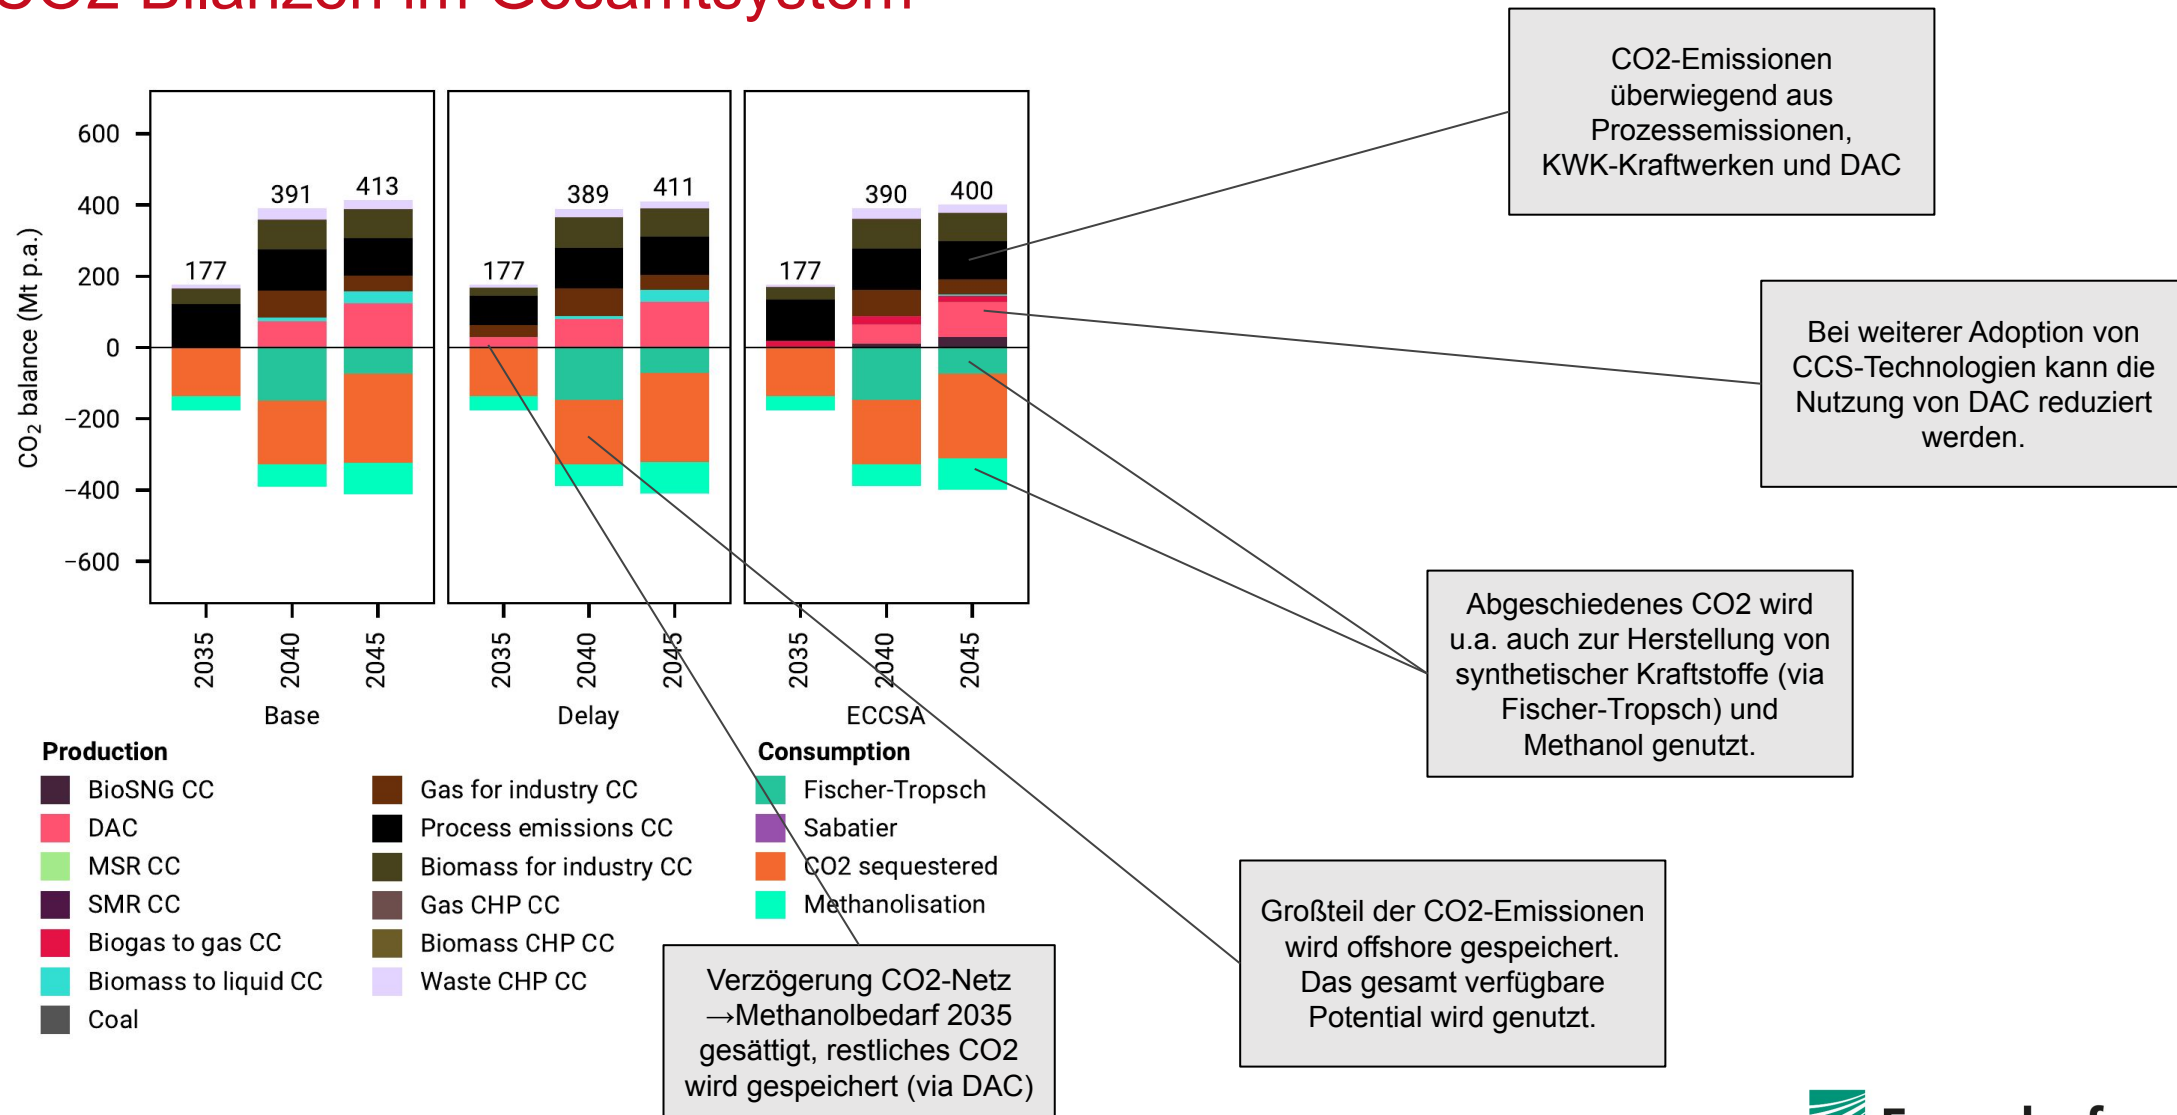 CO2 Bilanzen im Gesamtsystem
CO2-Emissionen
überwiegend aus
Prozessemissionen,
KWK-Kraftwerken und DAC
Bei weiterer Adoption von
CCS-Technologien kann die
Nutzung von DAC reduziert
werden.
Abgeschiedenes CO2 wird
u.a. auch zur Herstellung von
synthetischer Kraftstoffe (via
Fischer-Tropsch) und
Methanol genutzt.
Großteil der CO2-Emissionen
wird offshore gespeichert.
Das gesamt verfügbare
Potential wird genutzt.
Verzögerung CO2-Netz
→Methanolbedarf 2035
gesättigt, restliches CO2
wird gespeichert (via DAC)
CO₂ balance (Mt p.a.)
600
400
200
0
−200
−400
−600
177
391
413
177
389
411
177
390
400
2035
2040
2045
2035
2040
2045
2035
2040
2045
Base
Delay
ECCSA
Production
BioSNG CC
DAC
MSR CC
SMR CC
Biogas to gas CC
Biomass to liquid CC
Coal
Gas for industry CC
Process emissions CC
Biomass for industry CC
Gas CHP CC
Biomass CHP CC
Waste CHP CC
Consumption
Fischer-Tropsch
Sabatier
CO2 sequestered
Methanolisation